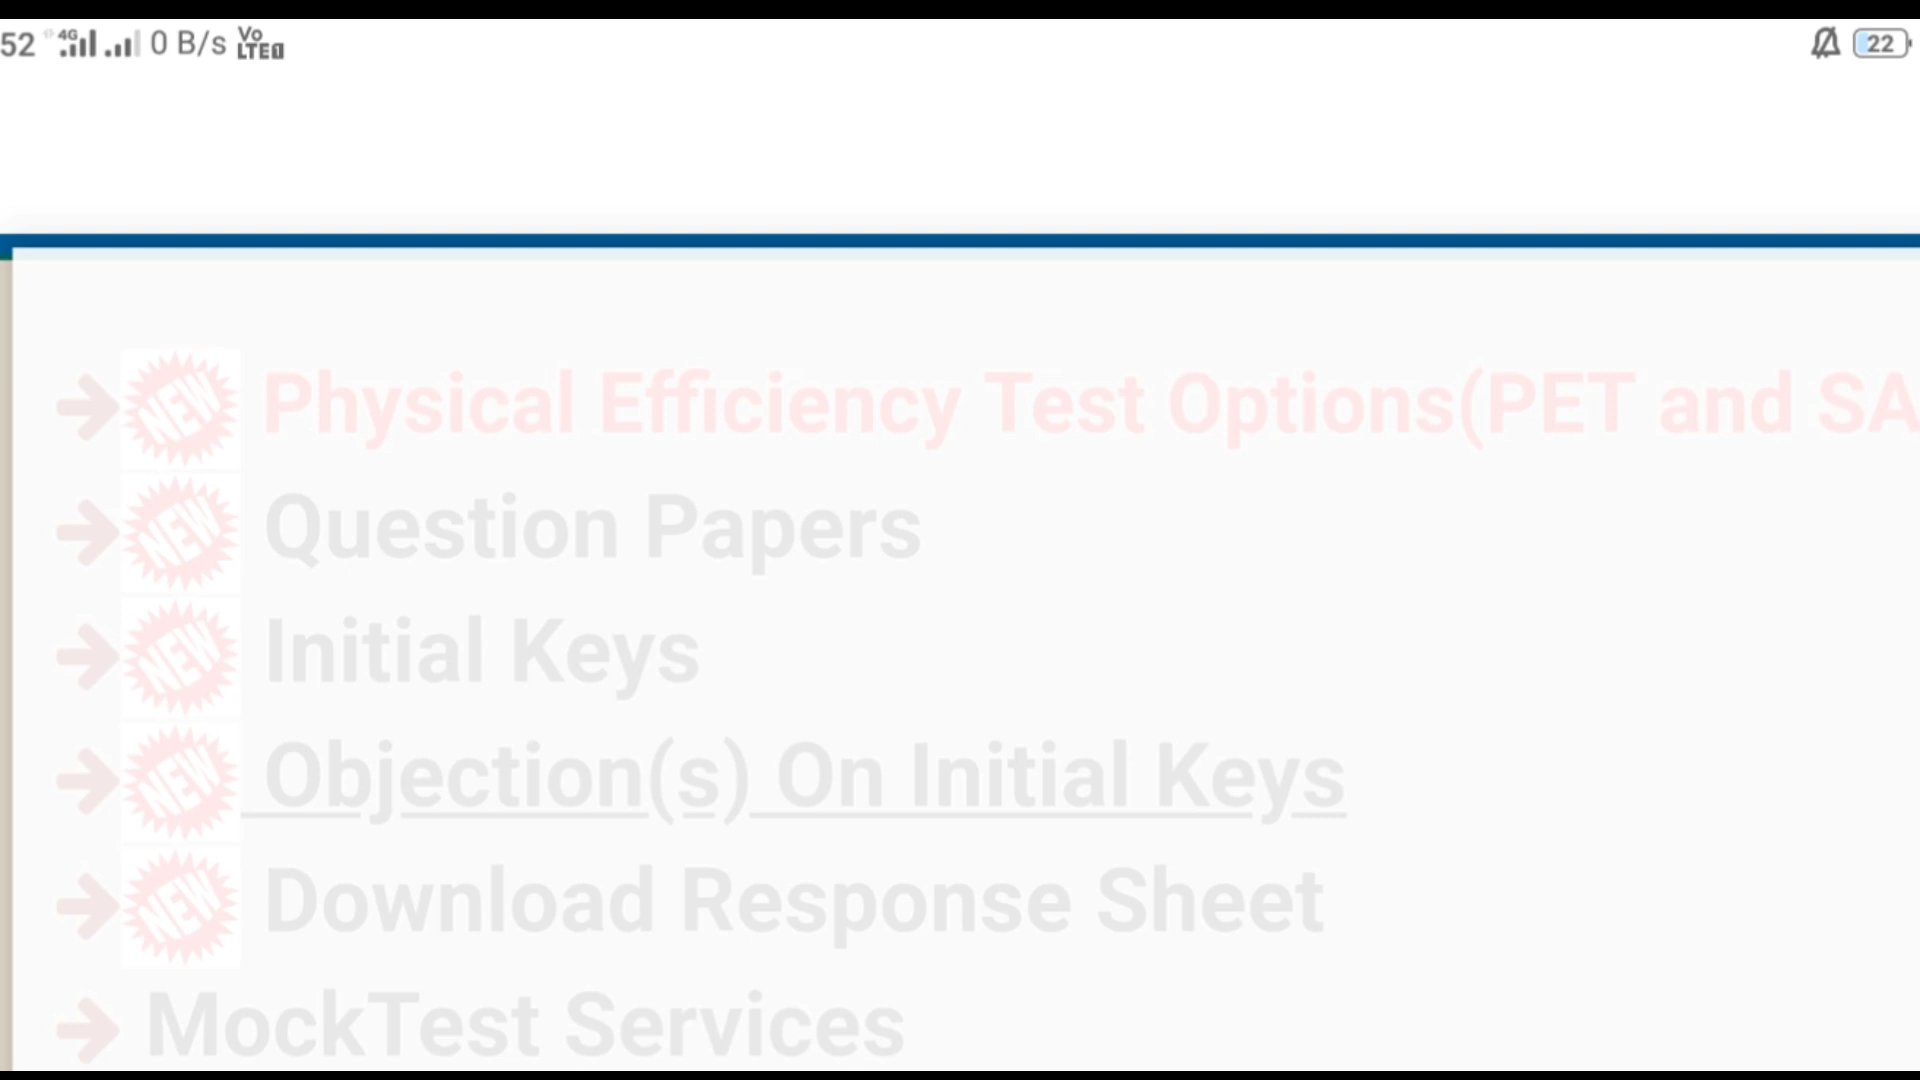 52 4G 0 B/s Vo LTE 22
NEW Physical Efficiency Test Options(PET and SA
NEW Question Papers
NEW Initial Keys
NEW Objection(s) On Initial Keys
NEW Download Response Sheet
MockTest Services